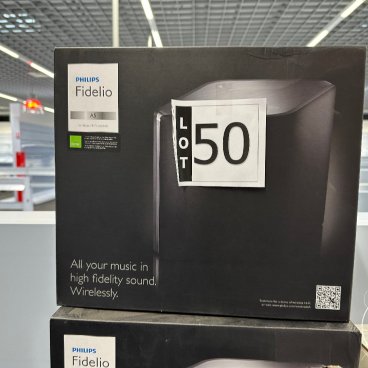 PHILIPS
Fidelio
LOT
50
All your music in
high fidelity sound.
Wirelessly.
PHILIPS
Fidelio